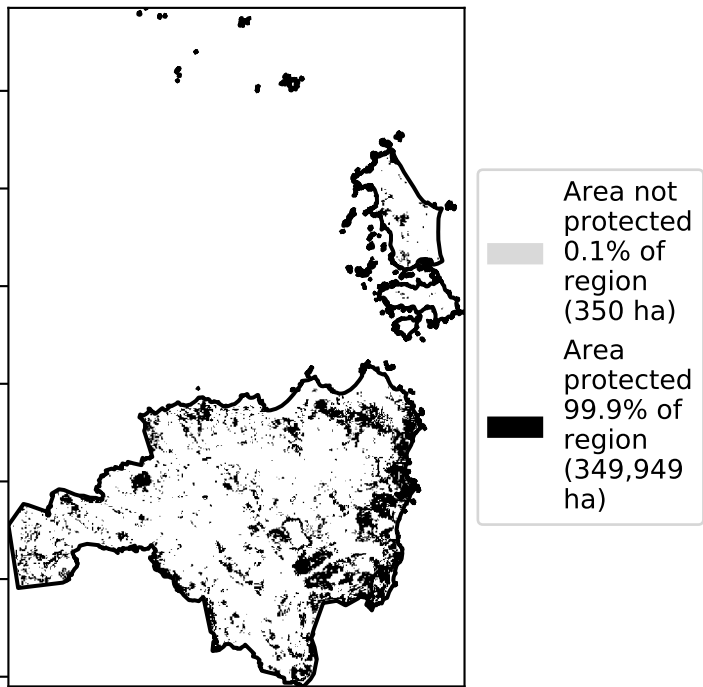 Area not
protected
0.1% of
region
(350 ha)
Area
protected
99.9% of
region
(349,949
ha)